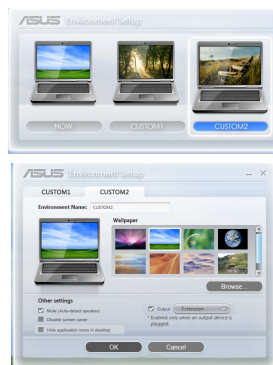 ASUS Environment Setup
NOW
CUSTOM1
CUSTOM2
ASUS Environment Setup
CUSTOM1 CUSTOM2
Environment Name: CUSTOM2
Wallpaper
Browse...
Other settings
Mute (Auto-detect speaker)
Disable screen saver
Hide application icons in desktop
Output Extension
* Enabled only when an output device is
plugged.
OK Cancel